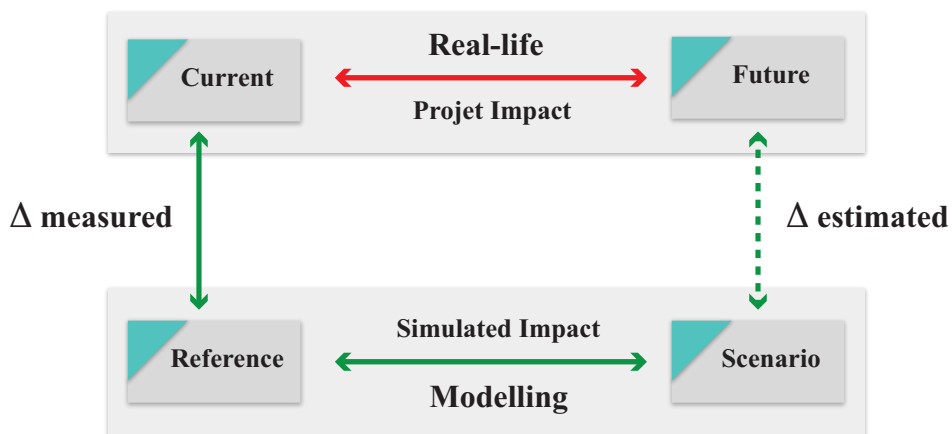 Real-life
Current
Future
Projet Impact
Δ measured
Δ estimated
Simulated Impact
Reference
Scenario
Modelling